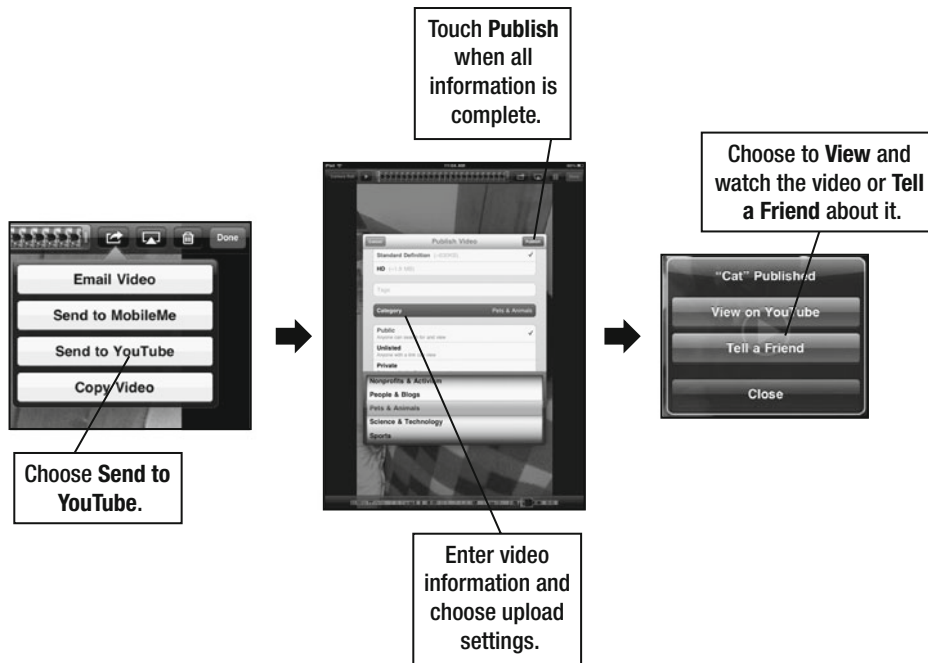 Touch Publish
when all
information is
complete.
Choose to View and
watch the video or Tell
a Friend about it.
Done
Email Video
Send to MobileMe
Send to YouTube
Copy Video
Choose Send to
YouTube.
iPad
Publish Video
Publish
Standard Definition
HD
Tags
Category Pets & Animals
Public
Unlisted
Private
Nonprofits & Activism
People & Blogs
Pets & Animals
Science & Technology
Sports
Enter video
information and
choose upload
settings.
"Cat" Published
View on YouTube
Tell a Friend
Close